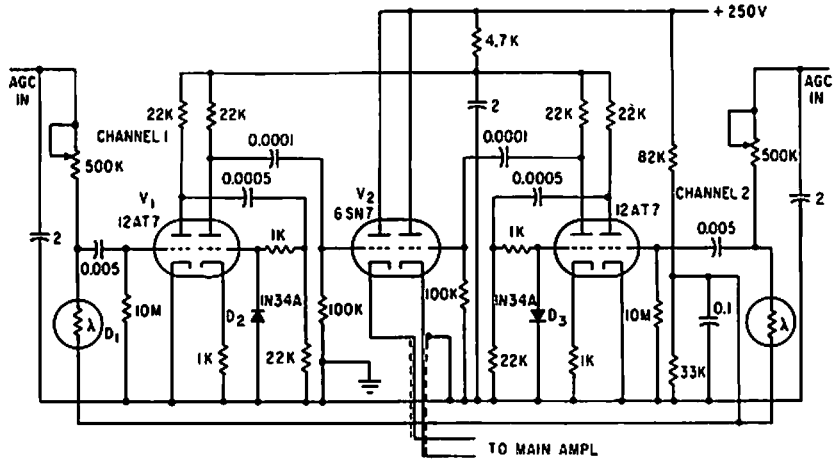 + 250V
4.7K
AGC IN
AGC IN
22K
22K
2
22K
22K
CHANNEL 1
0.0001
0.0001
82K
500K
500K
0.0005
0.0005
CHANNEL 2
2
V1
12AT7
V2
6SN7
12AT7
2
1K
1K
0.005
0.005
1N34A
1N34A
10M
D2
100K
100K
D3
10M
0.1
λ
D1
λ
1K
22K
22K
1K
33K
TO MAIN AMPL